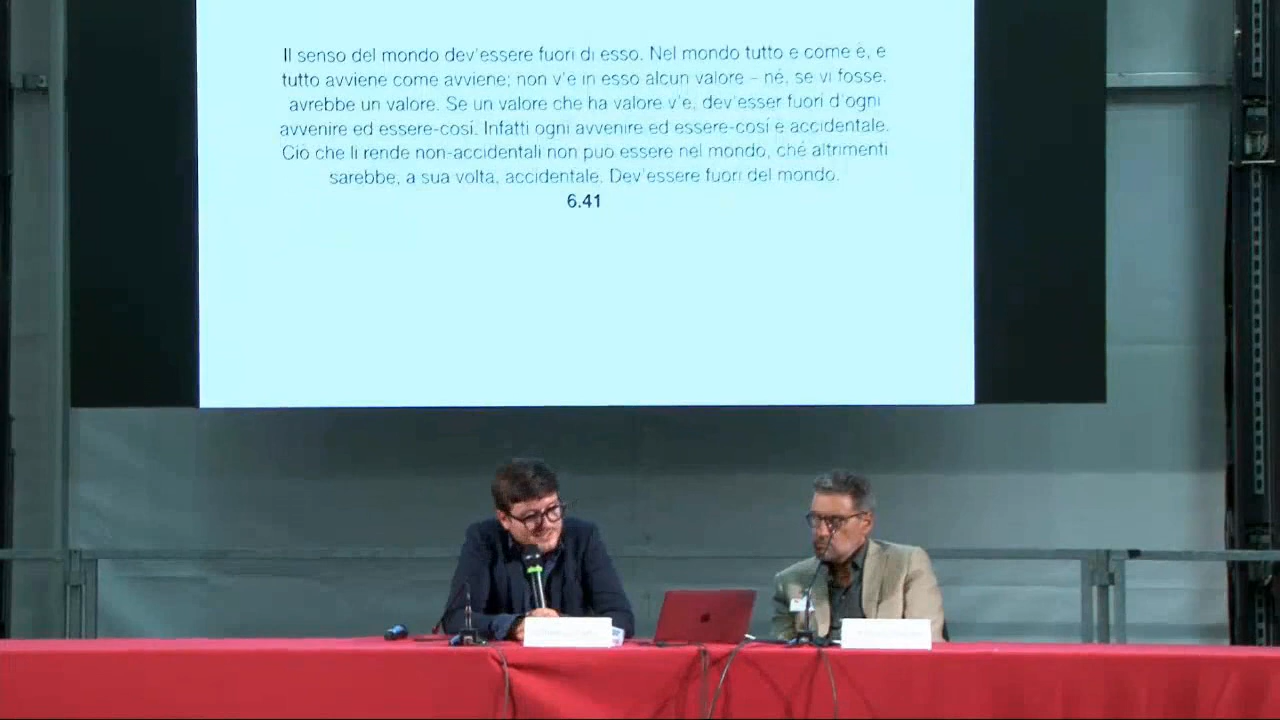 Il senso del mondo dev'essere fuori di esso. Nel mondo tutto è come è, e
tutto avviene come avviene; non v'è in esso alcun valore – né, se vi fosse,
avrebbe un valore. Se un valore che ha valore v'è, dev'esser fuori d'ogni
avvenire ed essere-così. Infatti ogni avvenire ed essere-così è accidentale.
Ciò che li rende non-accidentali non può essere nel mondo, ché altrimenti
sarebbe, a sua volta, accidentale. Dev'essere fuori del mondo.
6.41